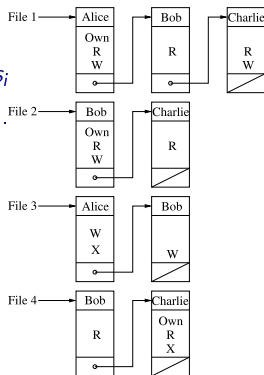 File 1 Alice Bob Charlie
Own
R R R
W W
Si
.
File 2 Bob Charlie
Own
R R
W
File 3 Alice Bob
W
X W
File 4 Bob Charlie
Own
R R
X